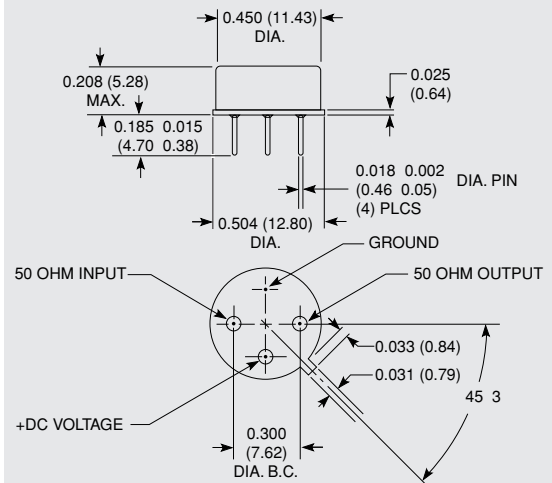 0.450 (11.43)
DIA.
0.208 (5.28)
MAX.
0.025
(0.64)
0.185 0.015
(4.70 0.38)
0.018 0.002
(0.46 0.05)
(4) PLCS
DIA. PIN
0.504 (12.80)
DIA.
GROUND
50 OHM INPUT
50 OHM OUTPUT
0.033 (0.84)
0.031 (0.79)
45 3
+DC VOLTAGE
0.300
(7.62)
DIA. B.C.